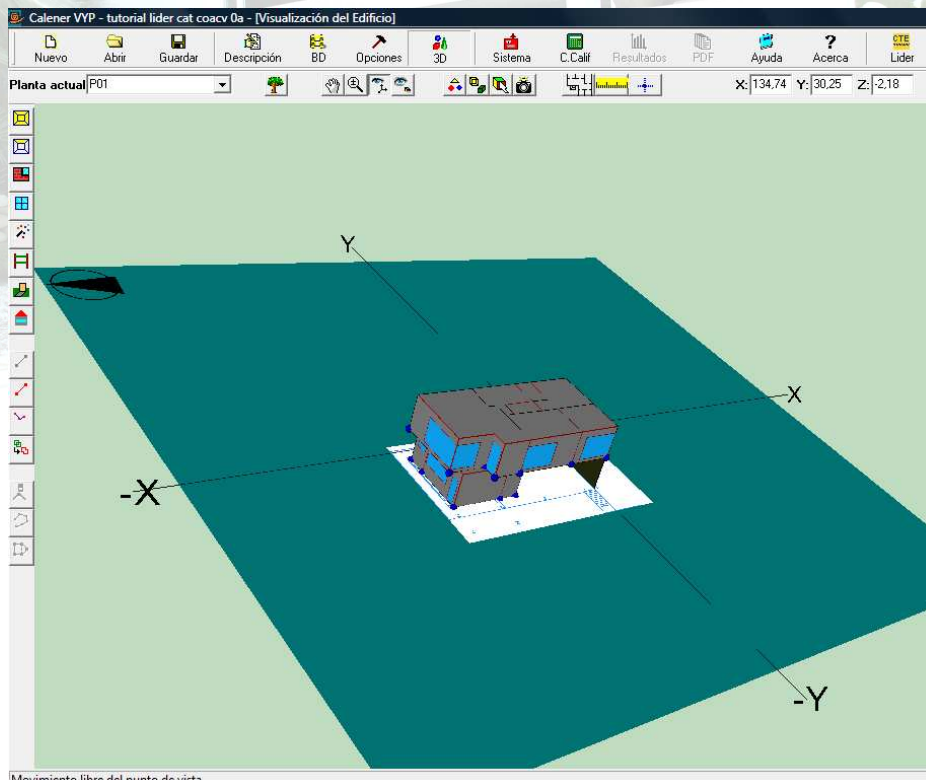 Calener VYP - tutorial lider cat coacv 0a - [Visualización del Edificio]
Nuevo Abrir Guardar Descripción BD Opciones 3D Sistema C.Calif Resultados PDF Ayuda Acerca CTE Lider
Planta actual P01 X: 134,74 Y: 30,25 Z: -2,18
Y
X
-X
-Y
Movimiento libre del punto de vista